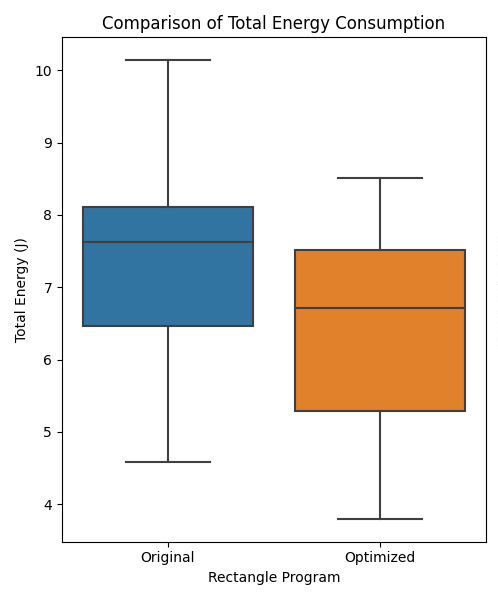 Comparison of Total Energy Consumption
10
9
8
7
6
5
4
Total Energy (J)
Original
Optimized
Rectangle Program